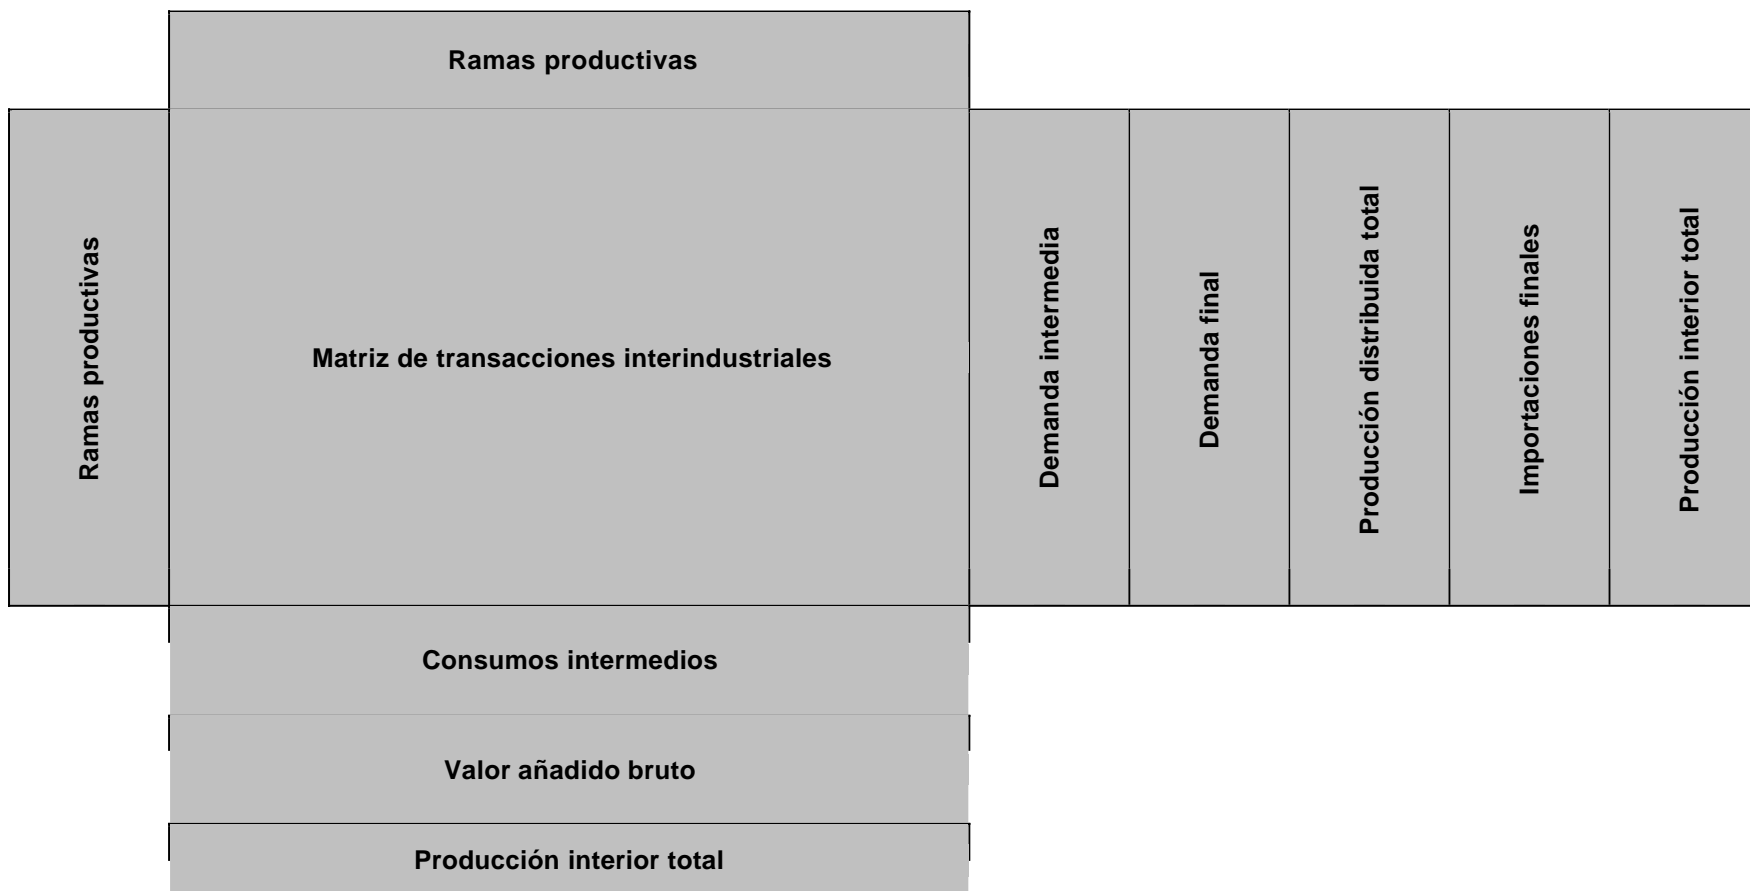 Ramas productivas
Ramas productivas
Matriz de transacciones interindustriales
Demanda intermedia
Demanda final
Producción distribuida total
Importaciones finales
Producción interior total
Consumos intermedios
Valor añadido bruto
Producción interior total